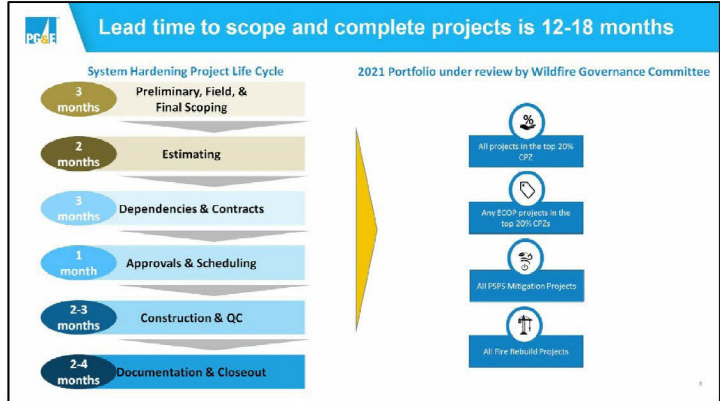 PG&E
Lead time to scope and complete projects is 12-18 months
System Hardening Project Life Cycle
3
months
Preliminary, Field, &
Final Scoping
2
months
Estimating
3
months
Dependencies & Contracts
1
month
Approvals & Scheduling
2-3
months
Construction & QC
2-4
months
Documentation & Closeout
2021 Portfolio under review by Wildfire Governance Committee
%
All projects in the top 20%
CPZ
Any ECOP projects in the
top 20% CPZs
All PSPS Mitigation Projects
All Fire Rebuild Projects